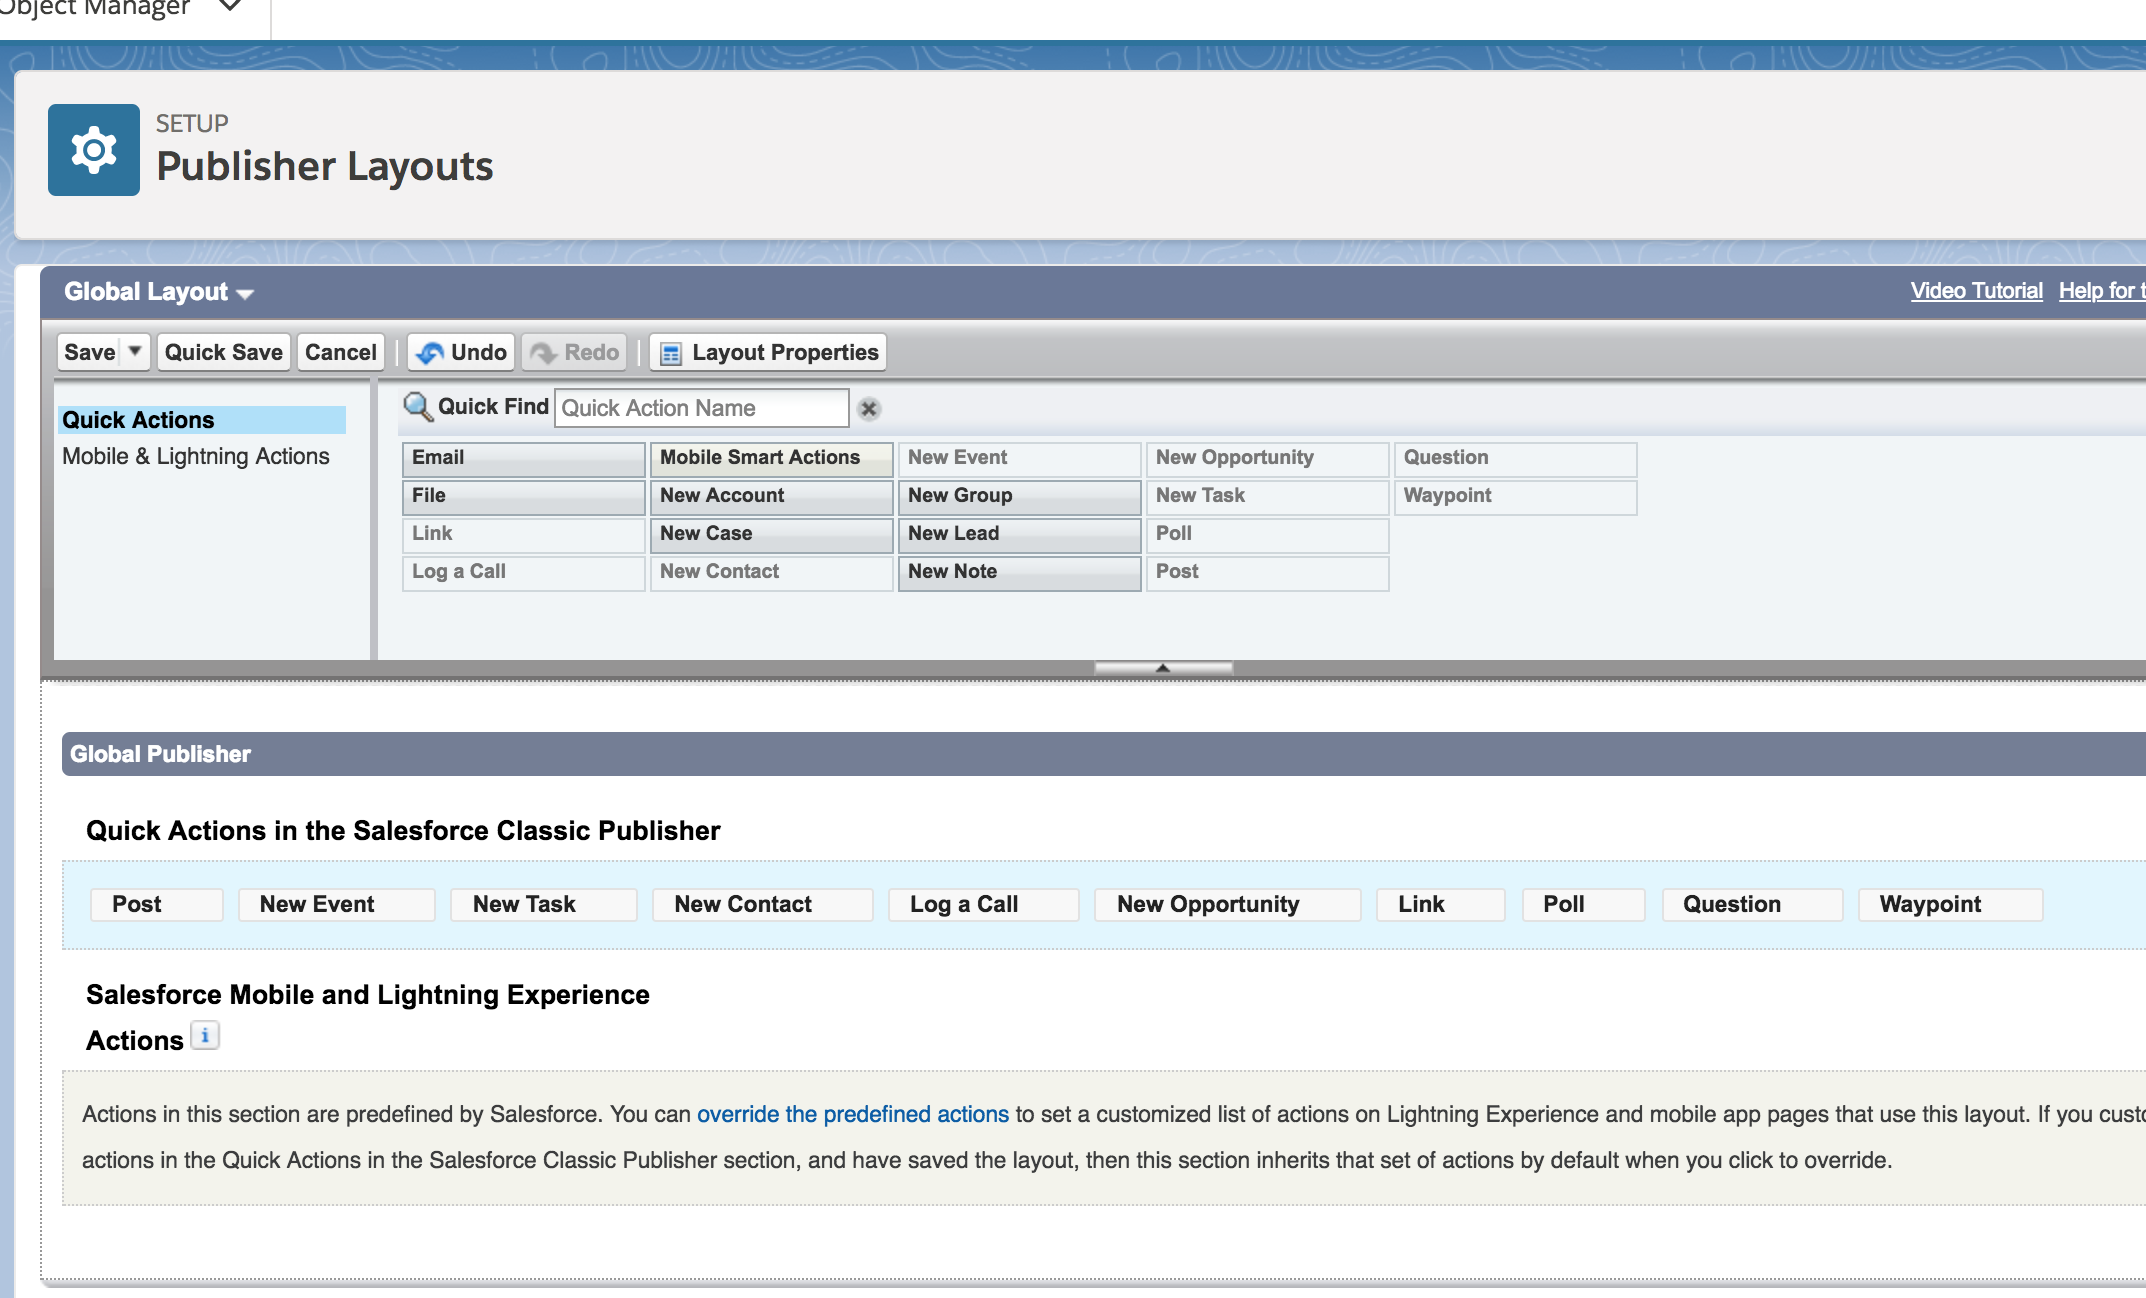 Object Manager
SETUP
Publisher Layouts
Global Layout
Video Tutorial Help for t
Save Quick Save Cancel Undo Redo Layout Properties
Quick Actions
Mobile & Lightning Actions
Quick Find Quick Action Name
Email Mobile Smart Actions New Event New Opportunity Question
File New Account New Group New Task Waypoint
Link New Case New Lead Poll
Log a Call New Contact New Note Post
Global Publisher
Quick Actions in the Salesforce Classic Publisher
Post New Event New Task New Contact Log a Call New Opportunity Link Poll Question Waypoint
Salesforce Mobile and Lightning Experience
Actions i
Actions in this section are predefined by Salesforce. You can override the predefined actions to set a customized list of actions on Lightning Experience and mobile app pages that use this layout. If you custo
actions in the Quick Actions in the Salesforce Classic Publisher section, and have saved the layout, then this section inherits that set of actions by default when you click to override.